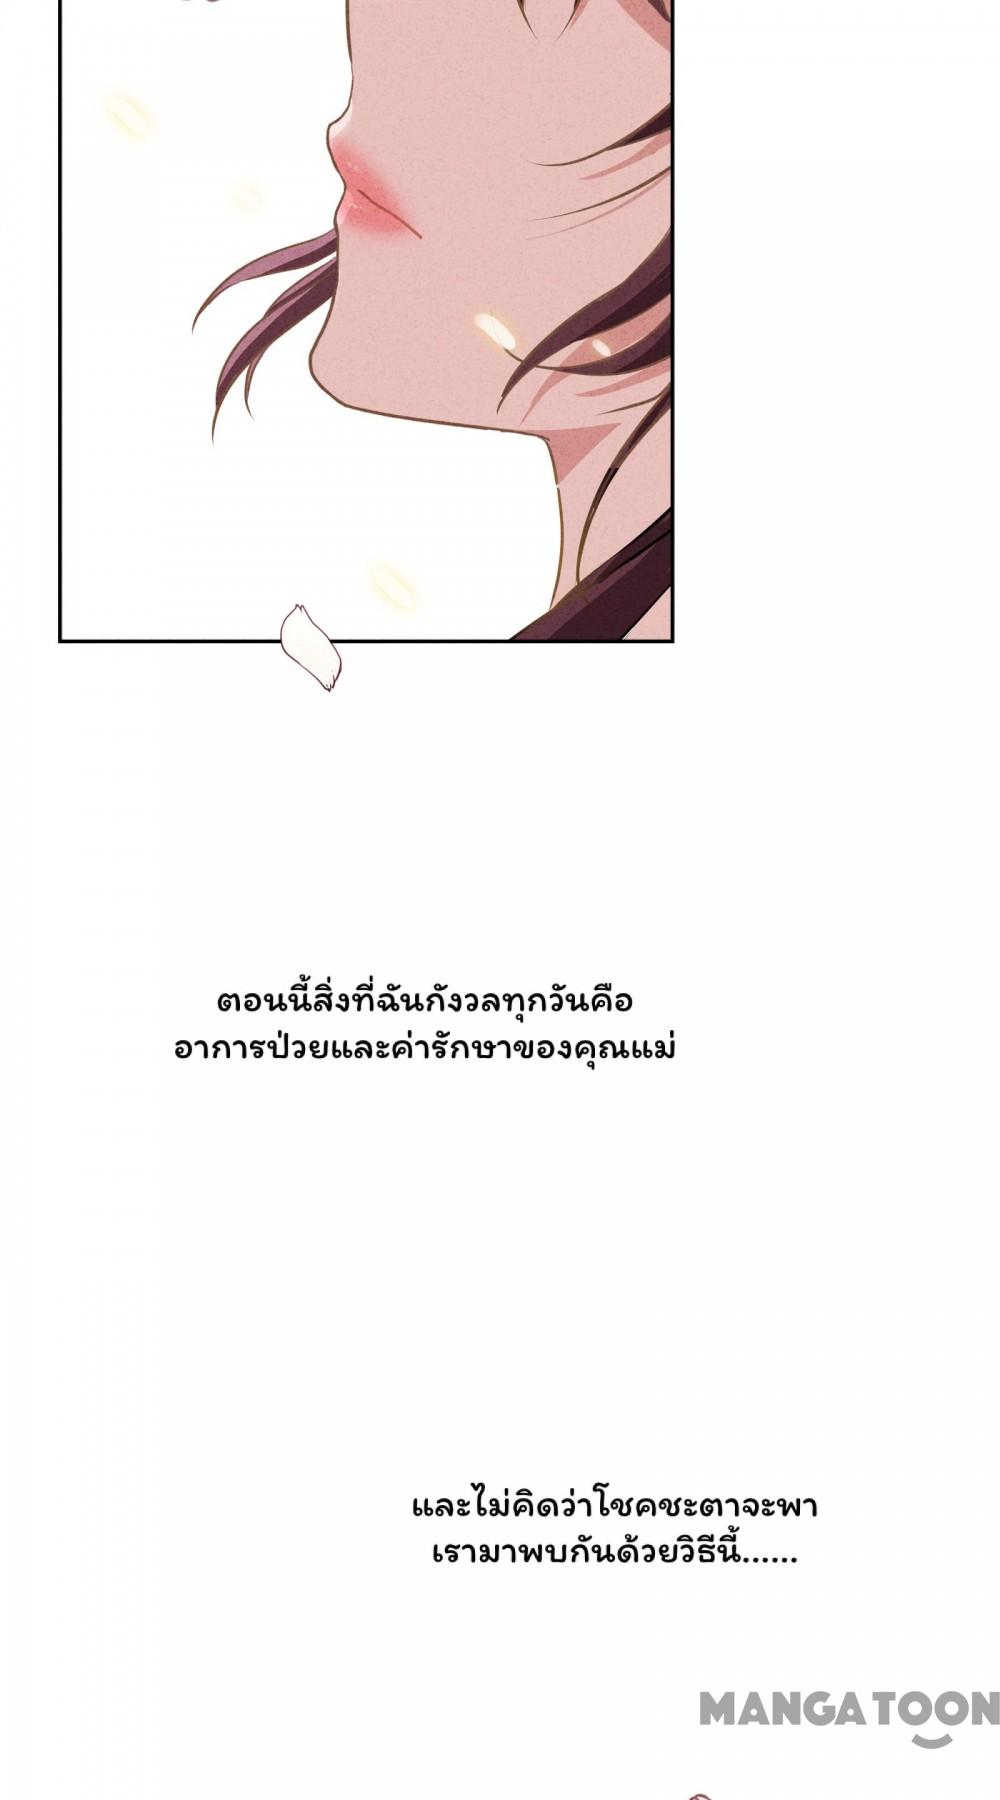 ตอนนี้สิ่งที่ฉันกังวลทุกวันคือ
อาการป่วยและค่ารักษาของคุณแม่
และไม่คิดว่าโชคชะตาจะพา
เรามาพบกันด้วยวิธีนี้......
MANGATOON